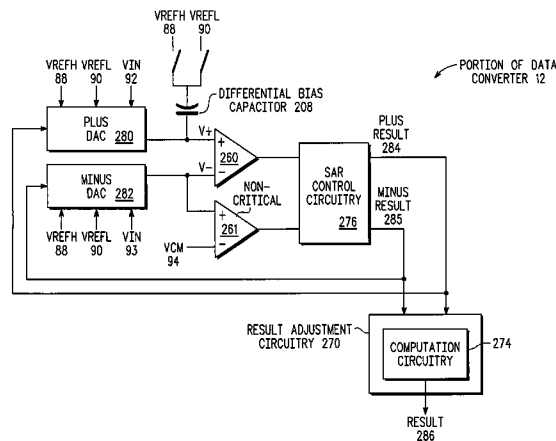 VREFH VREFL
88 90
PORTION OF DATA
CONVERTER 12
VREFH VREFL VIN
88 90 92
DIFFERENTIAL BIAS
CAPACITOR 208
PLUS
DAC
280
V+
+
260
−
PLUS
RESULT
284
MINUS
DAC
282
V-
NON-
CRITICAL
+
261
−
SAR
CONTROL
CIRCUITRY
276
MINUS
RESULT
285
VREFH VREFL VIN
88 90 93
VCM
94
RESULT ADJUSTMENT
CIRCUITRY 270
COMPUTATION
CIRCUITRY
274
RESULT
286